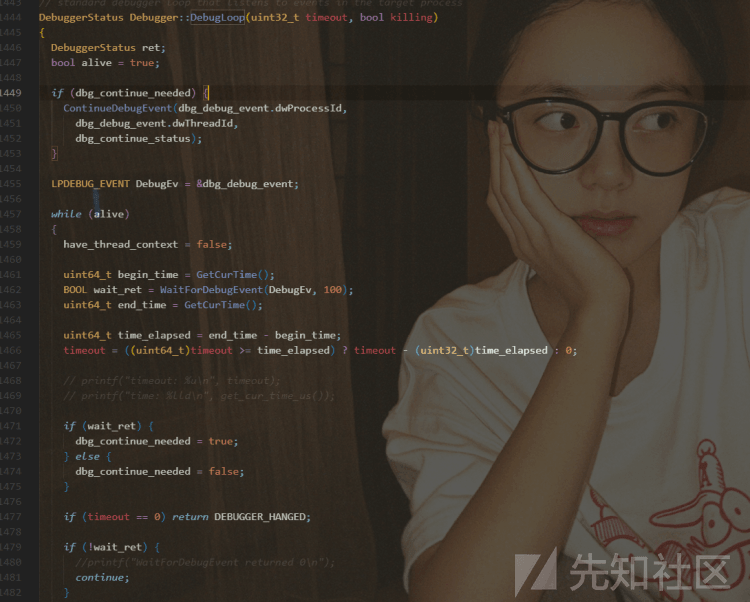 1443 // standard debugger loop that listens to events in the target process
1444 DebuggerStatus Debugger::DebugLoop(uint32_t timeout, bool killing)
1445 {
1446 DebuggerStatus ret;
1447 bool alive = true;
1448
1449 if (dbg_continue_needed) {
1450 ContinueDebugEvent(dbg_debug_event.dwProcessId,
1451 dbg_debug_event.dwThreadId,
1452 dbg_continue_status);
1453 }
1454
1455 LPDEBUG_EVENT DebugEv = &dbg_debug_event;
1456
1457 while (alive)
1458 {
1459 have_thread_context = false;
1460
1461 uint64_t begin_time = GetCurTime();
1462 BOOL wait_ret = WaitForDebugEvent(DebugEv, 100);
1463 uint64_t end_time = GetCurTime();
1464
1465 uint64_t time_elapsed = end_time - begin_time;
1466 timeout = ((uint64_t)timeout >= time_elapsed) ? timeout - (uint32_t)time_elapsed : 0;
1467
1468 // printf("timeout: %u\n", timeout);
1469 // printf("time: %lld\n", get_cur_time_us());
1470
1471 if (wait_ret) {
1472 dbg_continue_needed = true;
1473 } else {
1474 dbg_continue_needed = false;
1475 }
1476
1477 if (timeout == 0) return DEBUGGER_HANGED;
1478
1479 if (!wait_ret) {
1480 //printf("WaitForDebugEvent returned 0\n");
1481 continue;
1482 }
先知社区